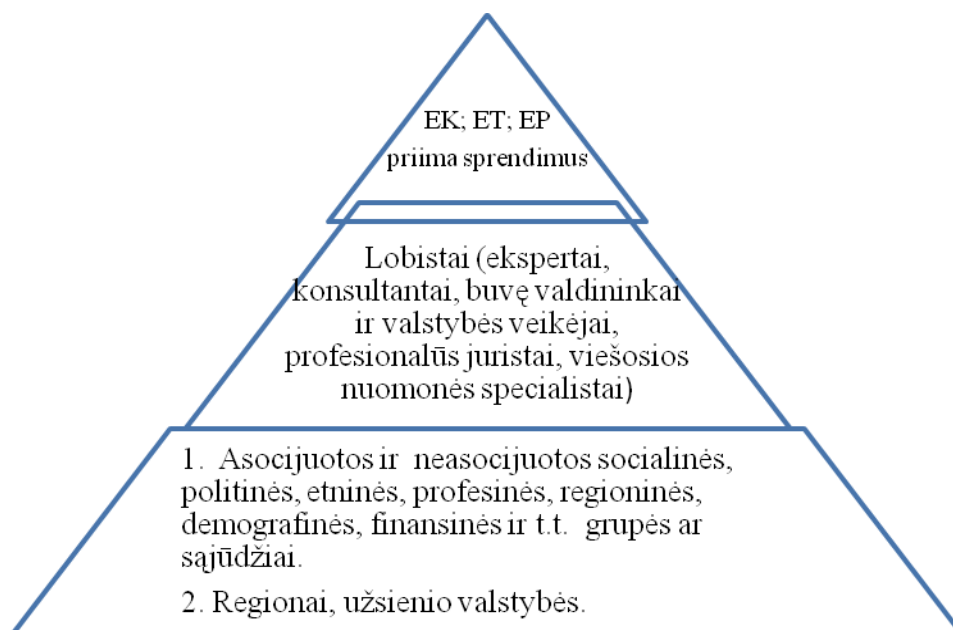 EK; ET; EP
priima sprendimus
Lobistai (ekspertai,
konsultantai, buvę valdininkai
ir valstybės veikėjai,
profesionalūs juristai, viešosios
nuomonės specialistai)
1. Asocijuotos ir neasocijuotos socialinės,
politinės, etninės, profesinės, regioninės,
demografinės, finansinės ir t.t. grupės ar
sąjūdžiai.
2. Regionai, užsienio valstybės.